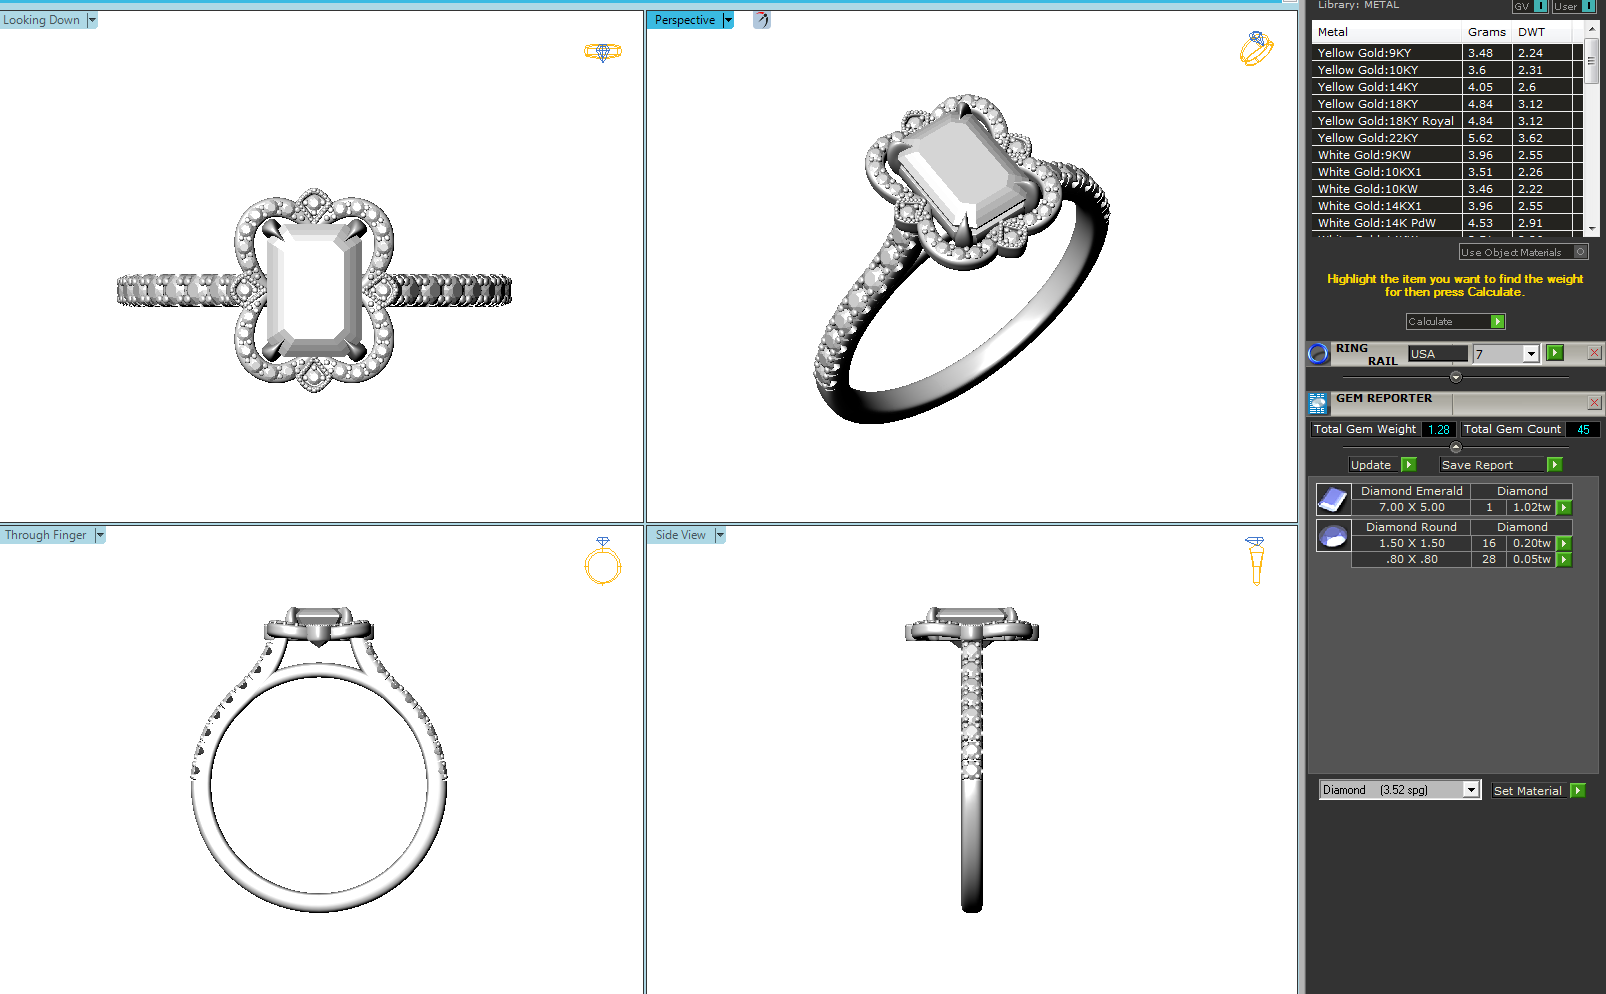 Looking Down
Perspective
Through Finger
Side View
Library: METAL
GV I User I
Metal Grams DWT
Yellow Gold:9KY 3.48 2.24
Yellow Gold:10KY 3.6 2.31
Yellow Gold:14KY 4.05 2.6
Yellow Gold:18KY 4.84 3.12
Yellow Gold:18KY Royal 4.84 3.12
Yellow Gold:22KY 5.62 3.62
White Gold:9KW 3.96 2.55
White Gold:10KX1 3.51 2.26
White Gold:10KW 3.46 2.22
White Gold:14KX1 3.96 2.55
White Gold:14K PdW 4.53 2.91
Use Object Materials
Highlight the item you want to find the weight
for then press Calculate.
Calculate
RING
RAIL USA 7
GEM REPORTER
Total Gem Weight 1.28 Total Gem Count 45
Update Save Report
Diamond Emerald Diamond
7.00 X 5.00 1 1.02tw
Diamond Round Diamond
1.50 X 1.50 16 0.20tw
.80 X .80 28 0.05tw
Diamond (3.52 spg) Set Material